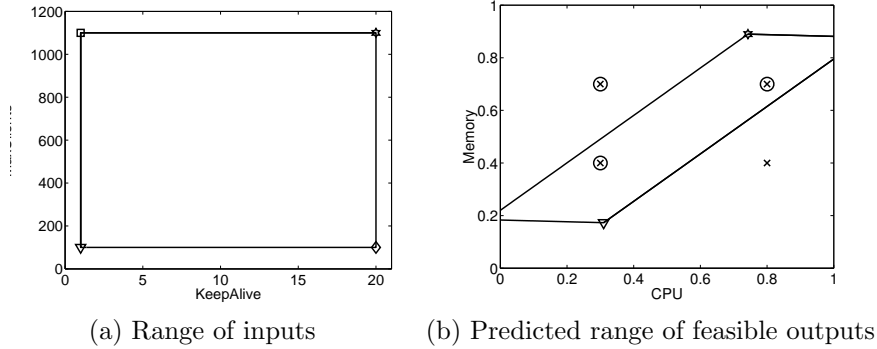 1200
1000
800
600
400
200
0
0 5 10 15 20
KeepAlive
(a) Range of inputs
1
0.8
0.6
0.4
0.2
0
Memory
0 0.2 0.4 0.6 0.8 1
CPU
(b) Predicted range of feasible outputs